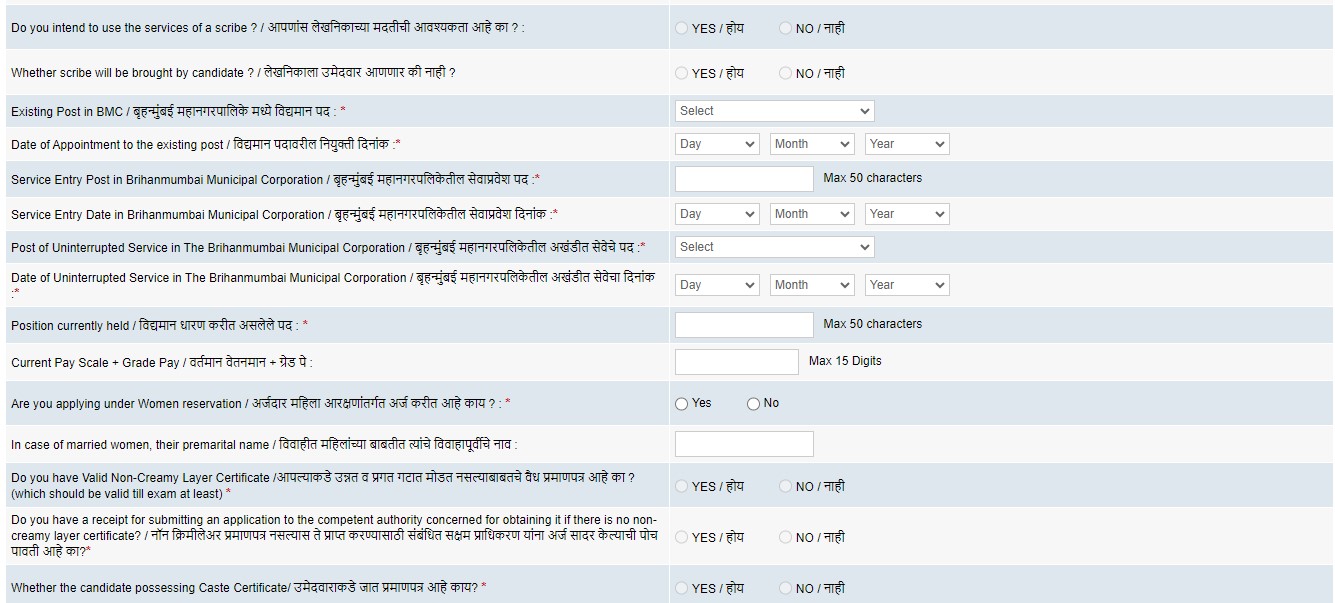 Do you intend to use the services of a scribe ? / आपणांस लेखनिकाच्या मदतीची आवश्यकता आहे का ? : YES / होय NO / नाही
Whether scribe will be brought by candidate ? / लेखनिकाला उमेदवार आणणार की नाही ? YES / होय NO / नाही
Existing Post in BMC / बृहन्मुंबई महानगरपालिके मध्ये विद्यमान पद : * Select
Date of Appointment to the existing post / विद्यमान पदावरील नियुक्ती दिनांक :* Day Month Year
Service Entry Post in Brihanmumbai Municipal Corporation / बृहन्मुंबई महानगरपलिकेतील सेवाप्रवेश पद :* Max 50 characters
Service Entry Date in Brihanmumbai Municipal Corporation / बृहन्मुंबई महानगरपलिकेतील सेवाप्रवेश दिनांक :* Day Month Year
Post of Uninterrupted Service in The Brihanmumbai Municipal Corporation / बृहन्मुंबई महानगरपलिकेतील अखंडीत सेवेचे पद :* Select
Date of Uninterrupted Service in The Brihanmumbai Municipal Corporation / बृहन्मुंबई महानगरपलिकेतील अखंडीत सेवेचा दिनांक
:* Day Month Year
Position currently held / विद्यमान धारण करीत असलेले पद : * Max 50 characters
Current Pay Scale + Grade Pay / वर्तमान वेतनमान + ग्रेड पे : Max 15 Digits
Are you applying under Women reservation / अर्जदार महिला आरक्षणांतर्गत अर्ज करीत आहे काय ? : * Yes No
In case of married women, their premarital name / विवाहीत महिलांच्या बाबतीत त्यांचे विवाहापूर्वीचे नाव :
Do you have Valid Non-Creamy Layer Certificate /आपल्याकडे उन्नत व प्रगत गटात मोडत नसल्याबाबतचे वैध प्रमाणपत्र आहे का ?
(which should be valid till exam at least) * YES / होय NO / नाही
Do you have a receipt for submitting an application to the competent authority concerned for obtaining it if there is no non-
creamy layer certificate? / नॉन क्रिमीलेअर प्रमाणपत्र नसल्यास ते प्राप्त करण्यासाठी संबंधित सक्षम प्राधिकरण यांना अर्ज सादर केल्याची पोच
पावती आहे का?* YES / होय NO / नाही
Whether the candidate possessing Caste Certificate/ उमेदवाराकडे जात प्रमाणपत्र आहे काय? * YES / होय NO / नाही